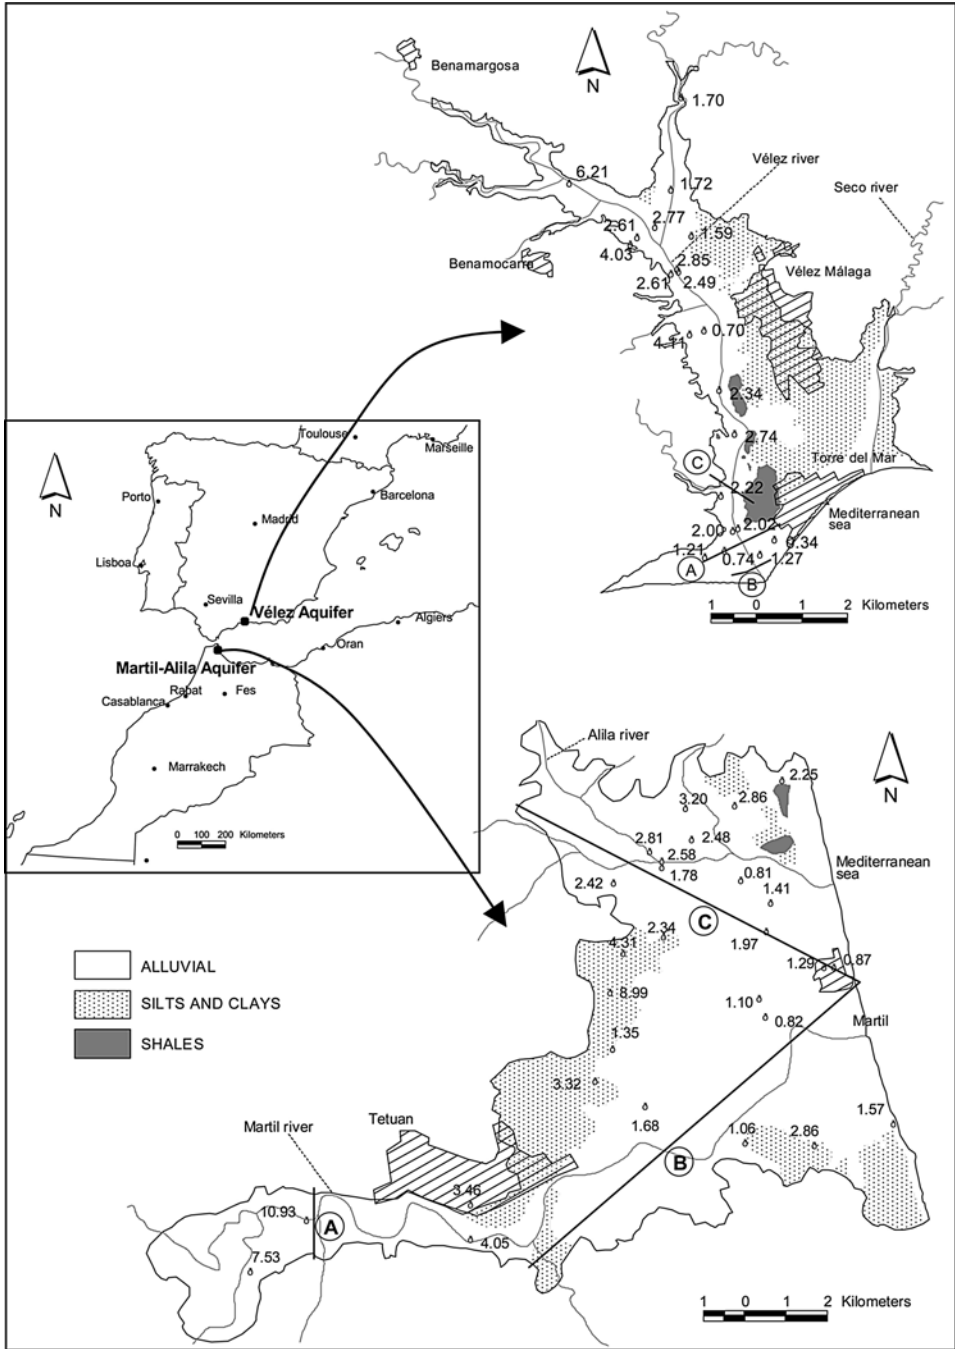 Benamargosa
N
1.70
6.21
Vélez river
1.72
Seco river
2.77
2.61
1.59
4.03
Benamocarra
2.85
2.61
2.49
Vélez Málaga
0.70
4.11
2.34
2.74
Torre del Mar
C
2.22
Mediterranean
sea
2.00
2.02
1.21
0.34
0.74
1.27
A
B
1 0 1 2 Kilometers
Toulouse
Marseille
N
Porto
Barcelona
Madrid
Lisboa
Sevilla
Vélez Aquifer
Algiers
Oran
Martil-Alila Aquifer
Rabat
Fes
Casablanca
Marrakech
0 100 200 Kilometers
Alila river
N
2.25
3.20
2.86
2.81
2.48
2.58
1.78
Mediterranean
sea
0.81
2.42
1.41
C
2.34
4.31
1.97
1.29
0.87
8.99
1.10
0.82
Martil
1.35
3.32
1.68
1.57
1.06
2.86
B
ALLUVIAL
SILTS AND CLAYS
SHALES
Tetuan
Martil river
3.46
10.93
A
4.05
7.53
1 0 1 2 Kilometers